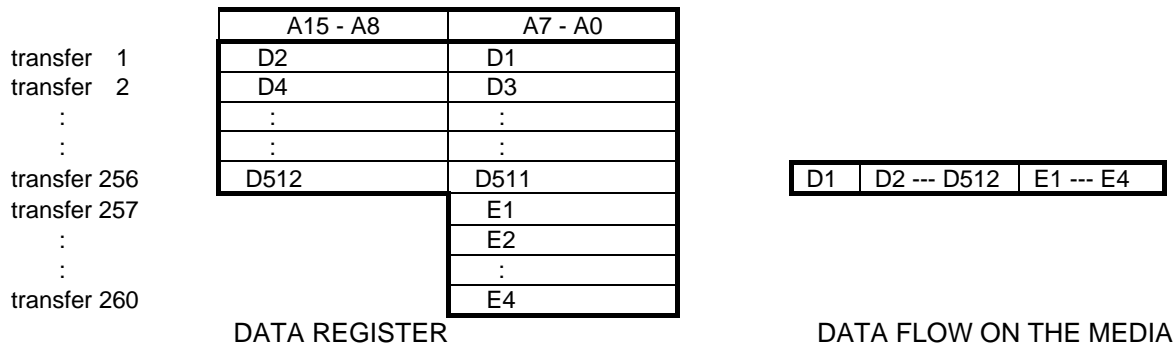 A15 - A8 A7 - A0
transfer 1 D2 D1
transfer 2 D4 D3
: : :
: : :
transfer 256 D512 D511 D1 D2 --- D512 E1 --- E4
transfer 257 E1
: E2
: :
transfer 260 E4
DATA REGISTER DATA FLOW ON THE MEDIA